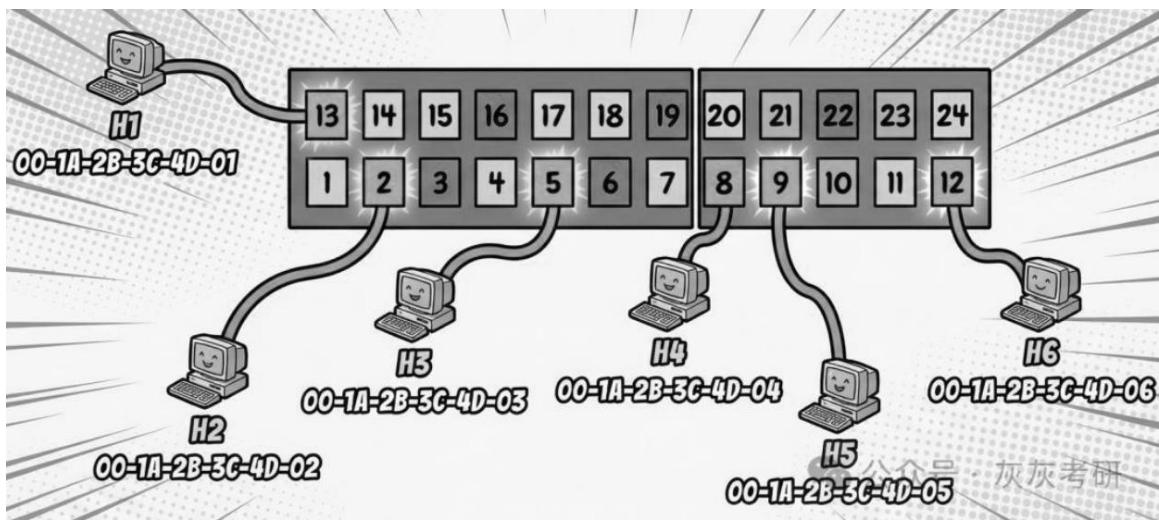 13 14 15 16 17 18 19 20 21 22 23 24
1 2 3 4 5 6 7 8 9 10 11 12
H1
00-1A-2B-3C-4D-01
H2
00-1A-2B-3C-4D-02
H3
00-1A-2B-3C-4D-03
H4
00-1A-2B-3C-4D-04
H5
00-1A-2B-3C-4D-05
H6
00-1A-2B-3C-4D-06
公众号 · 灰灰考研